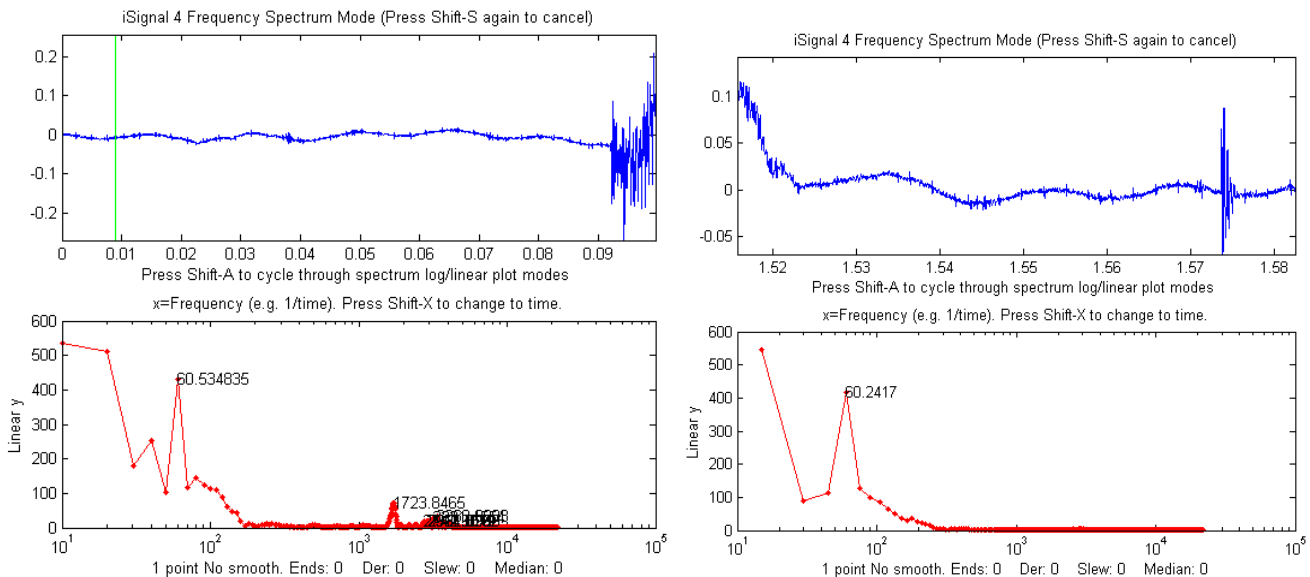 iSignal 4 Frequency Spectrum Mode (Press Shift-S again to cancel)
0.2
0.1
0
-0.1
-0.2
0 0.01 0.02 0.03 0.04 0.05 0.06 0.07 0.08 0.09
Press Shift-A to cycle through spectrum log/linear plot modes
x=Frequency (e.g. 1/time). Press Shift-X to change to time.
Linear y
600
500
400
300
200
100
0
60.534835
1723.8465
10^1 10^2 10^3 10^4 10^5
1 point No smooth. Ends: 0 Der: 0 Slew: 0 Median: 0
iSignal 4 Frequency Spectrum Mode (Press Shift-S again to cancel)
0.1
0.05
0
-0.05
1.52 1.53 1.54 1.55 1.56 1.57 1.58
Press Shift-A to cycle through spectrum log/linear plot modes
x=Frequency (e.g. 1/time). Press Shift-X to change to time.
Linear y
600
500
400
300
200
100
0
60.2417
10^1 10^2 10^3 10^4 10^5
1 point No smooth. Ends: 0 Der: 0 Slew: 0 Median: 0